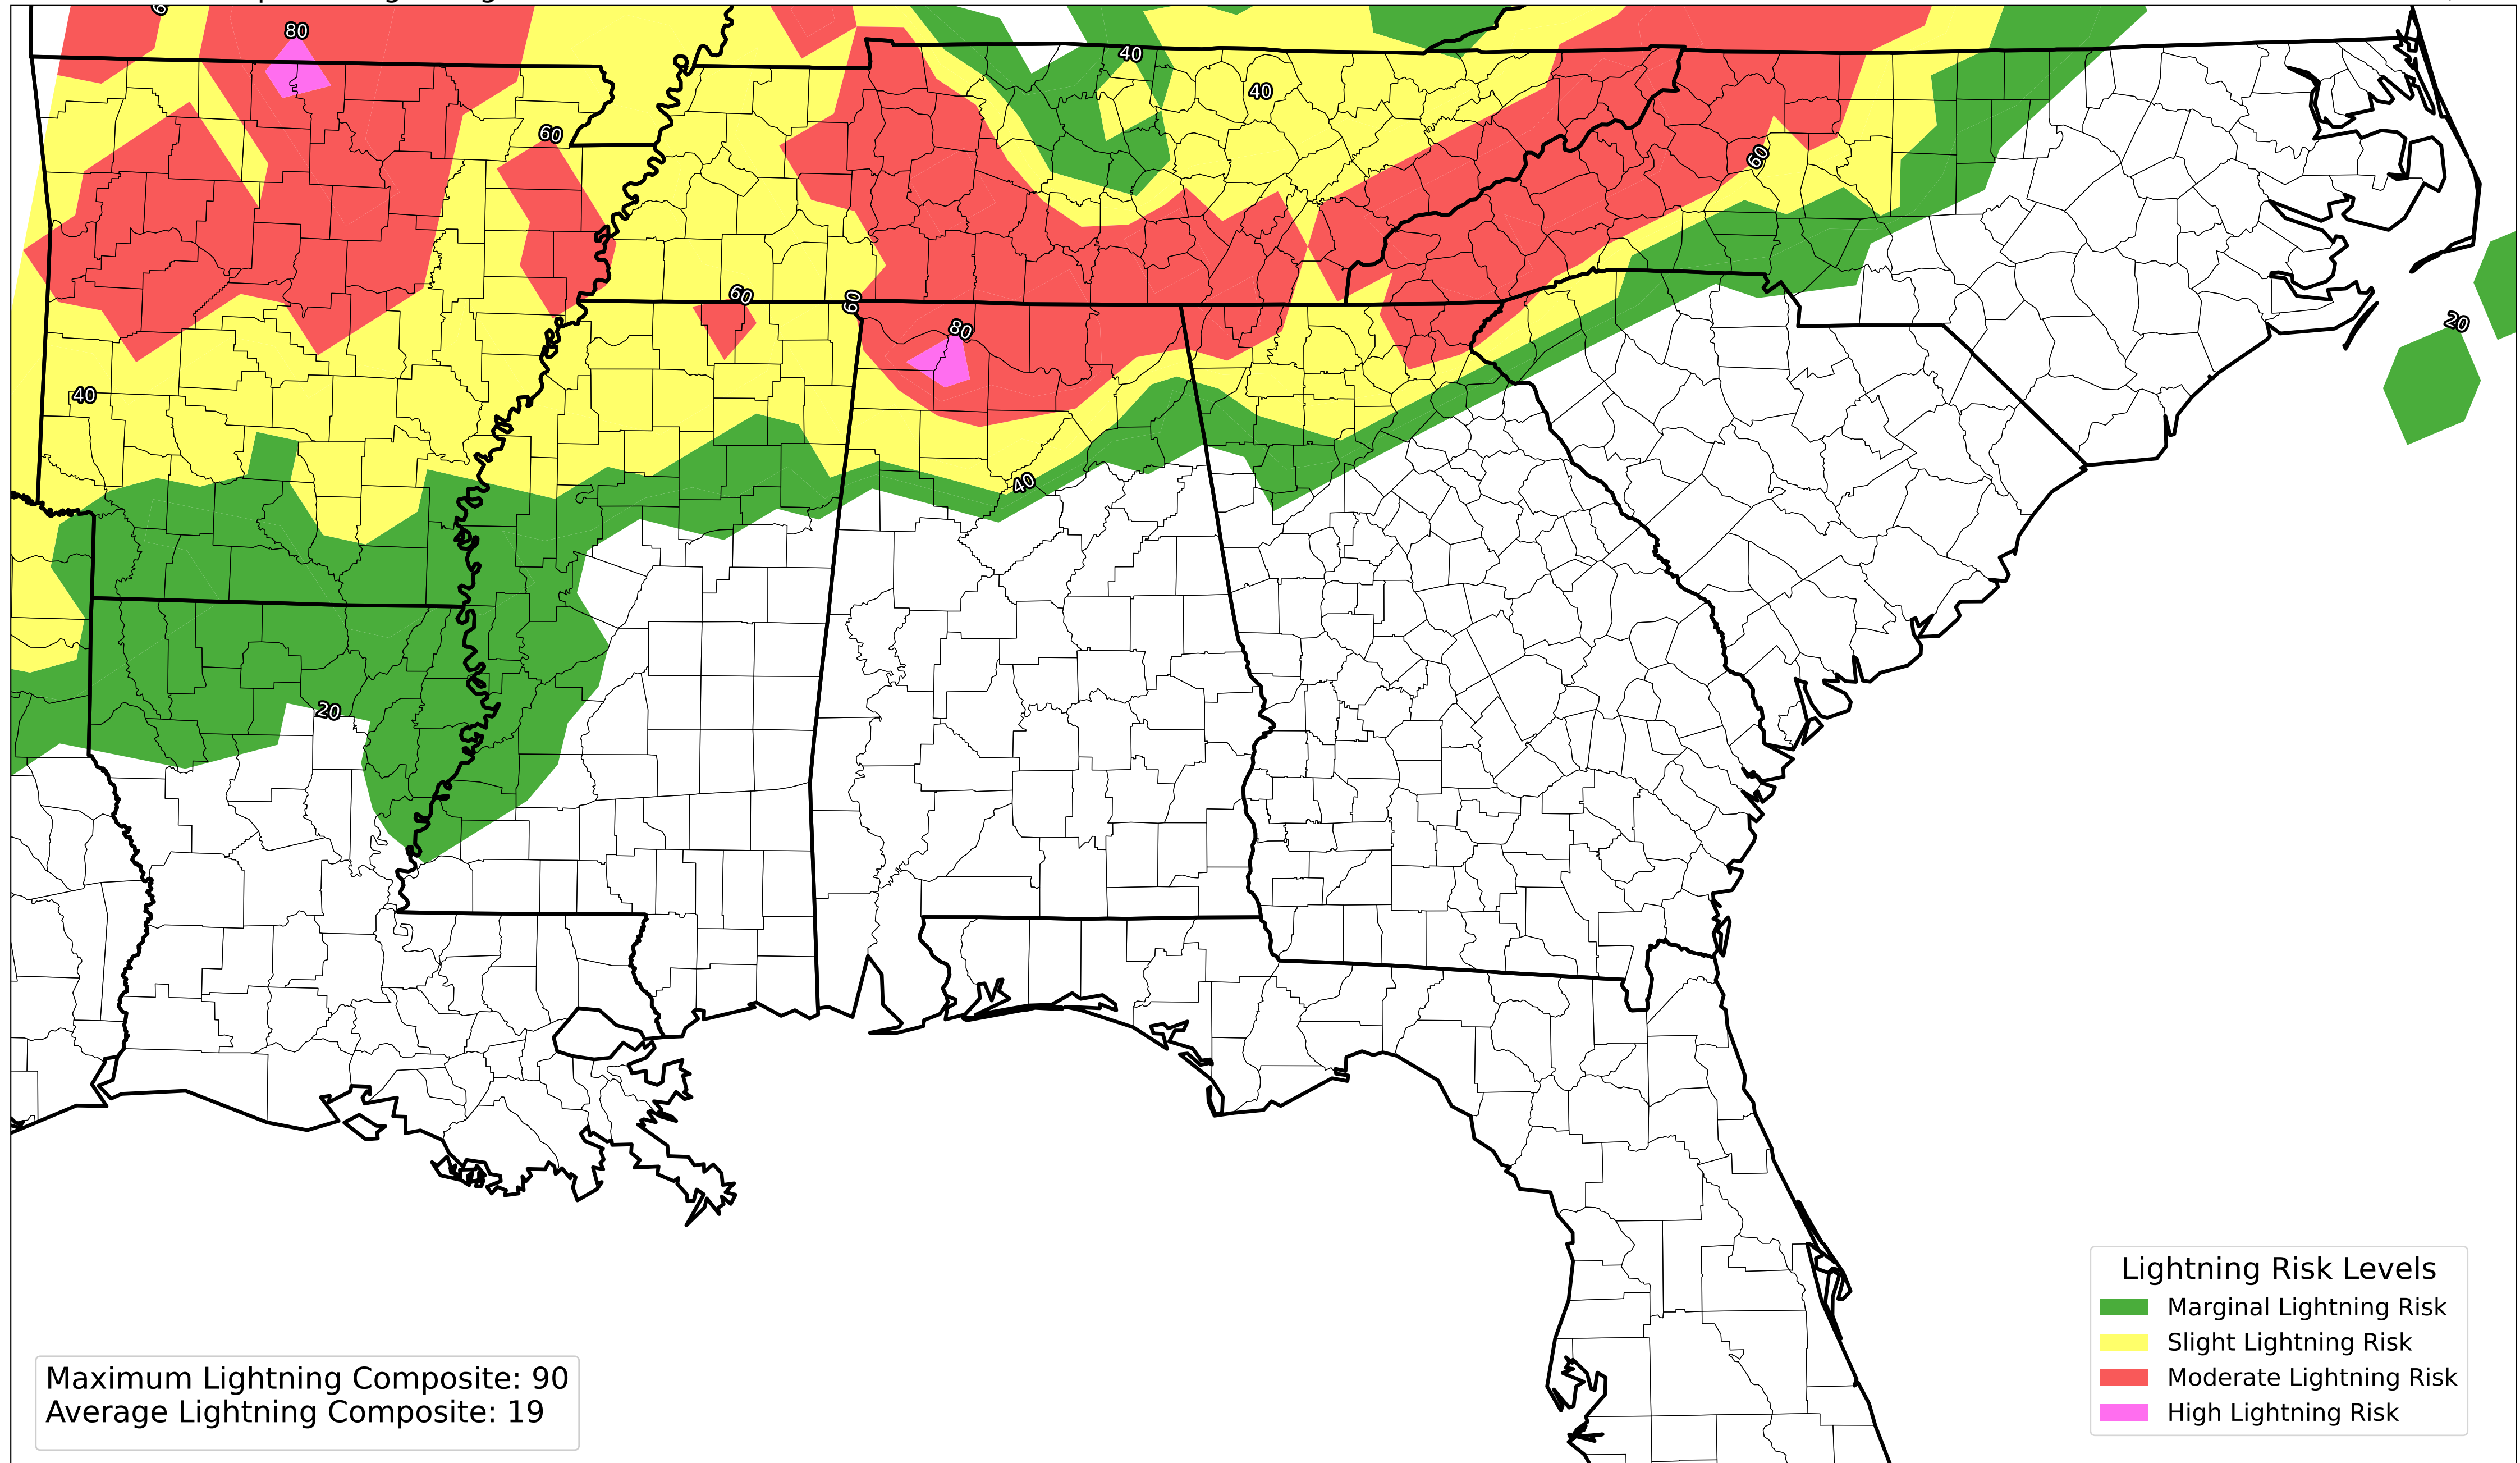 80
40
40
60
60
60
60
80
20
40
40
20
Lightning Risk Levels
Marginal Lightning Risk
Slight Lightning Risk
Moderate Lightning Risk
High Lightning Risk
Maximum Lightning Composite: 90
Average Lightning Composite: 19